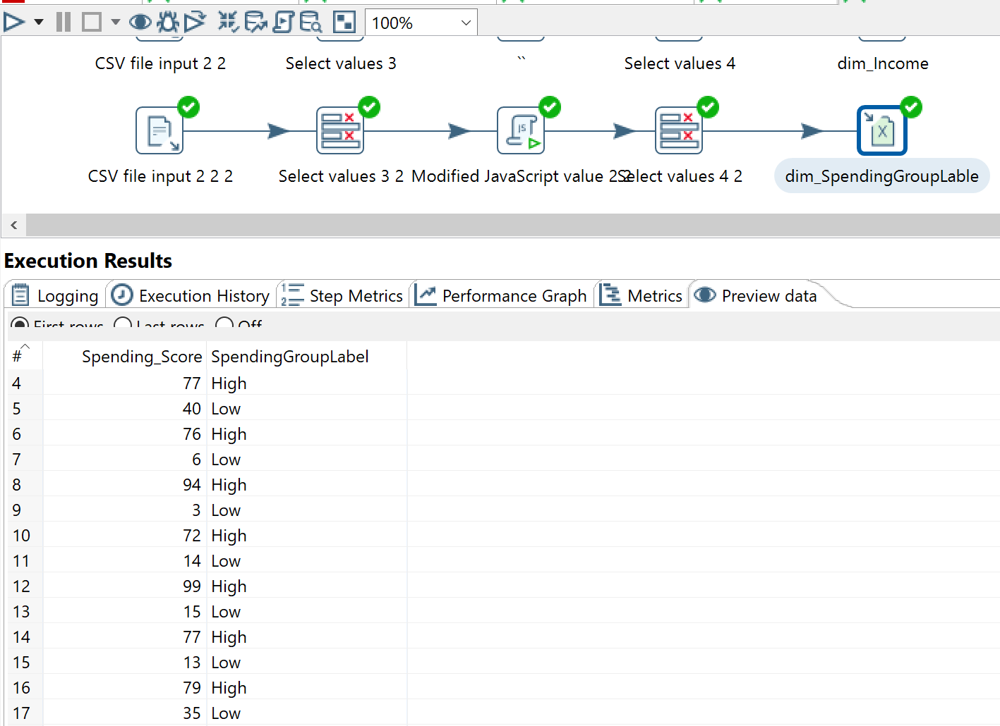 100%
CSV file input 2 2
Select values 3
``
Select values 4
dim_Income
JS
X
CSV file input 2 2 2
Select values 3 2
Modified JavaScript value 2 2
Select values 4 2
dim_SpendingGroupLable
Execution Results
Logging
Execution History
Step Metrics
Performance Graph
Metrics
Preview data
First rows
Last rows
Off
# Spending_Score SpendingGroupLabel
4 77 High
5 40 Low
6 76 High
7 6 Low
8 94 High
9 3 Low
10 72 High
11 14 Low
12 99 High
13 15 Low
14 77 High
15 13 Low
16 79 High
17 35 Low